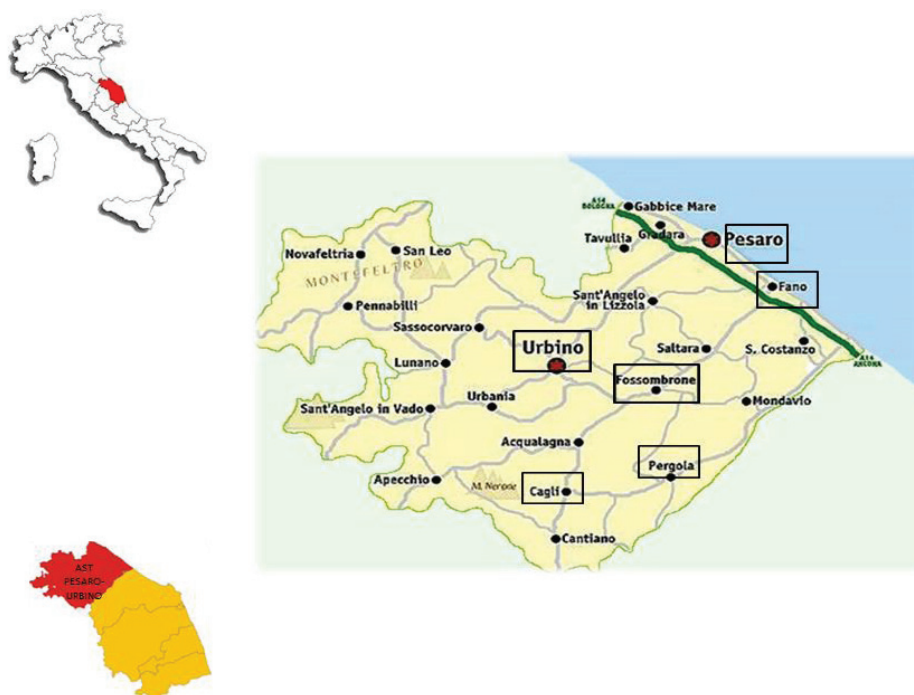 A14
BOLOGNA
Gabbice Mare
Gradara
Pesaro
Tavullia
Novafeltria
San Leo
MONTEFELTRO
Fano
Pennabilli
Sant'Angelo
in Lizzola
Sassocorvaro
Urbino
Saltara
S. Costanzo
A14
ANCONA
Lunano
Fossombrone
Urbania
Mondavio
Sant'Angelo in Vado
Acqualagna
Pergola
Apecchio
M. Nerone
Cagli
Cantiano
AST
PESARO-
URBINO